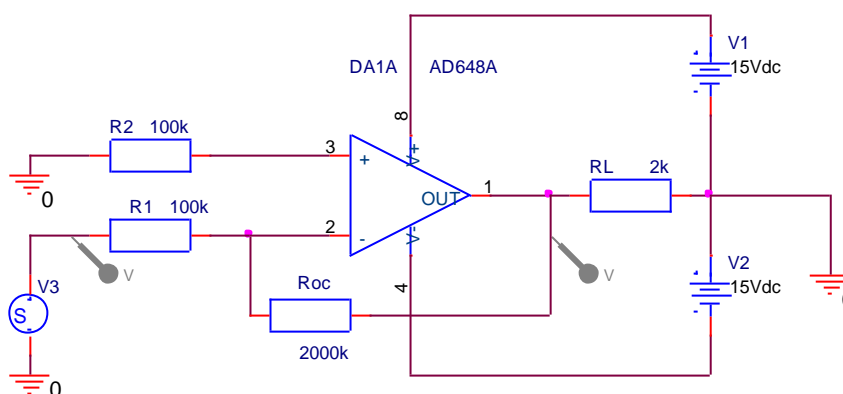 V1
DA1A AD648A
15Vdc
8
R2 100k
V+
3
+
RL 2k
0
1
OUT
R1 100k
2
-
V-
V
V
V3
V2
Roc
4
15Vdc
S
2000k
0